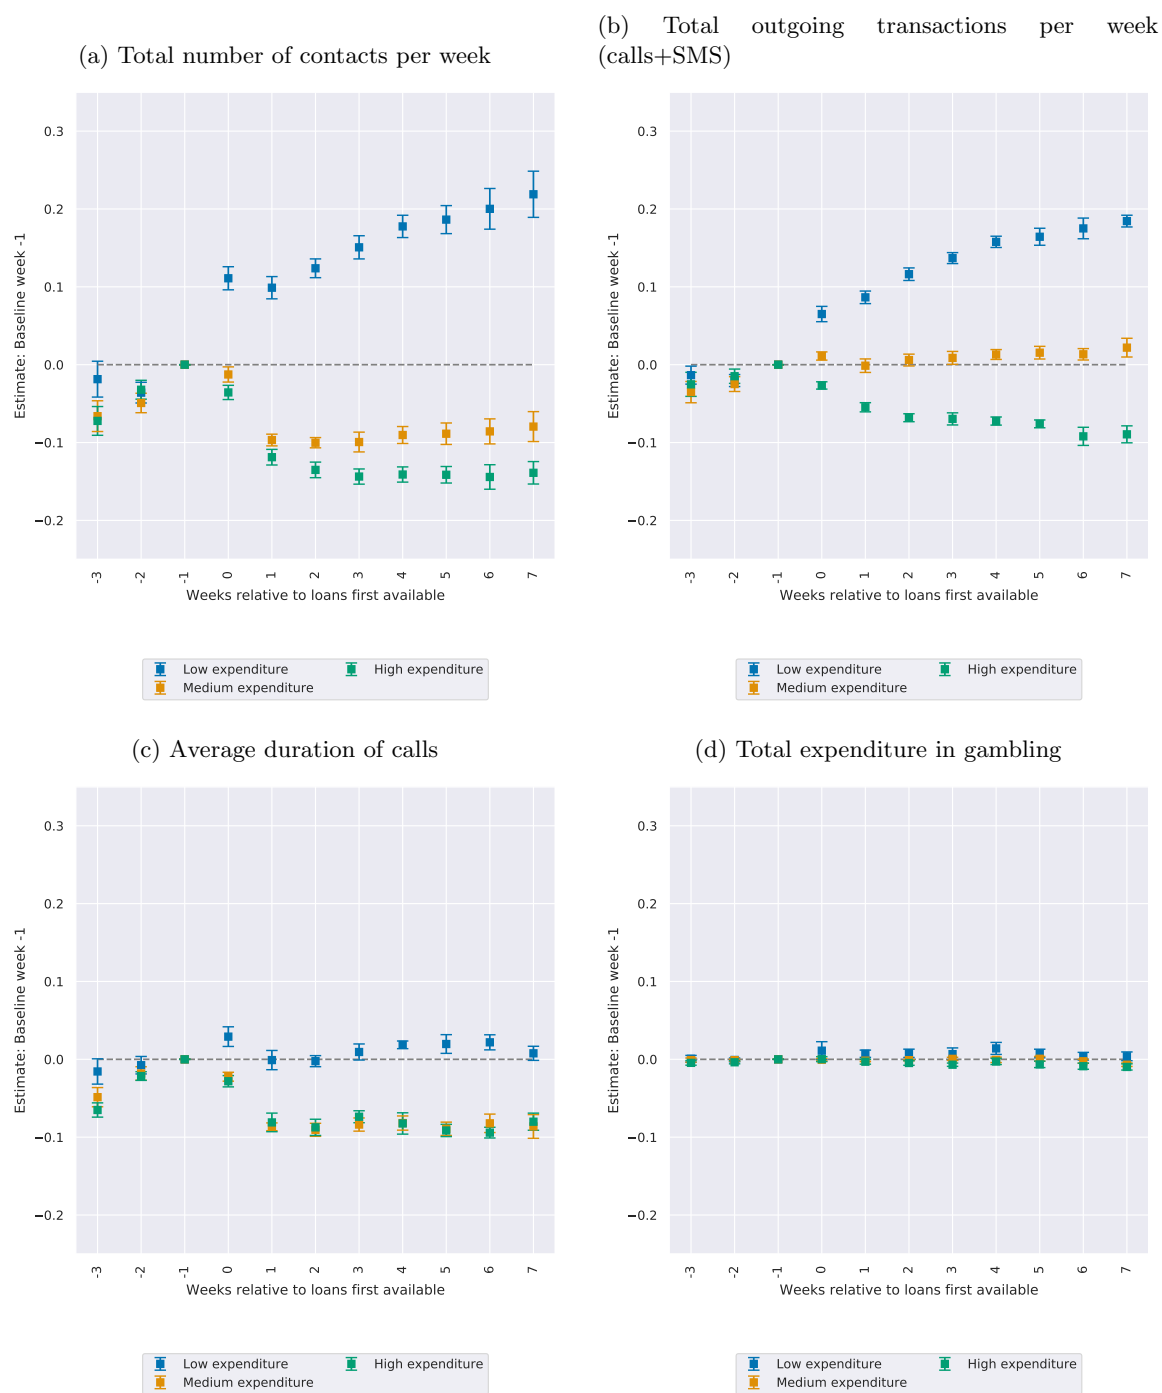 (a) Total number of contacts per week
(b) Total outgoing transactions per week
(calls+SMS)
0.3
0.2
0.1
0.0
−0.1
−0.2
Estimate: Baseline week -1
-3
-2
-1
0
1
2
3
4
5
6
7
Weeks relative to loans first available
Low expenditure
Medium expenditure
High expenditure
0.3
0.2
0.1
0.0
−0.1
−0.2
Estimate: Baseline week -1
-3
-2
-1
0
1
2
3
4
5
6
7
Weeks relative to loans first available
Low expenditure
Medium expenditure
High expenditure
(c) Average duration of calls
0.3
0.2
0.1
0.0
−0.1
−0.2
Estimate: Baseline week -1
-3
-2
-1
0
1
2
3
4
5
6
7
Weeks relative to loans first available
Low expenditure
Medium expenditure
High expenditure
(d) Total expenditure in gambling
0.3
0.2
0.1
0.0
−0.1
−0.2
Estimate: Baseline week -1
-3
-2
-1
0
1
2
3
4
5
6
7
Weeks relative to loans first available
Low expenditure
Medium expenditure
High expenditure